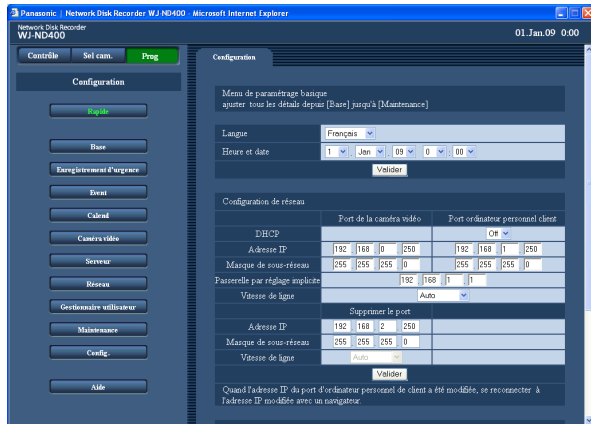 Panasonic | Network Disk Recorder WJ-ND400 - Microsoft Internet Explorer
Network Disk Recorder
WJ-ND400
01.Jan.09 0:00
Contrôle Sel cam. Prog
Configuration
Rapide
Base
Enregistrement d'urgence
Event
Calend
Caméra vidéo
Serveur
Réseau
Gestionnaire utilisateur
Maintenance
Config.
Aide
Configuration
Menu de paramétrage basique
ajuster tous les détails depuis [Base] jusqu'à [Maintenance]
Langue Français
Heure et date 1 . Jan . 09 0 : 00
Valider
Configuration de réseau
Port de la caméra vidéo Port ordinateur personnel client
DHCP Off
Adresse IP 192 . 168 . 0 . 250 192 . 168 . 1 . 250
Masque de sous-réseau 255 . 255 . 255 . 0 255 . 255 . 255 . 0
Passerelle par réglage implicite 192 . 168 . 1 . 1
Vitesse de ligne Auto
Supprimer le port
Adresse IP 192 . 168 . 2 . 250
Masque de sous-réseau 255 . 255 . 255 . 0
Vitesse de ligne Auto
Valider
Quand l'adresse IP du port d'ordinateur personnel de client a été modifiée, se reconnecter à
l'adresse IP modifiée avec un navigateur.